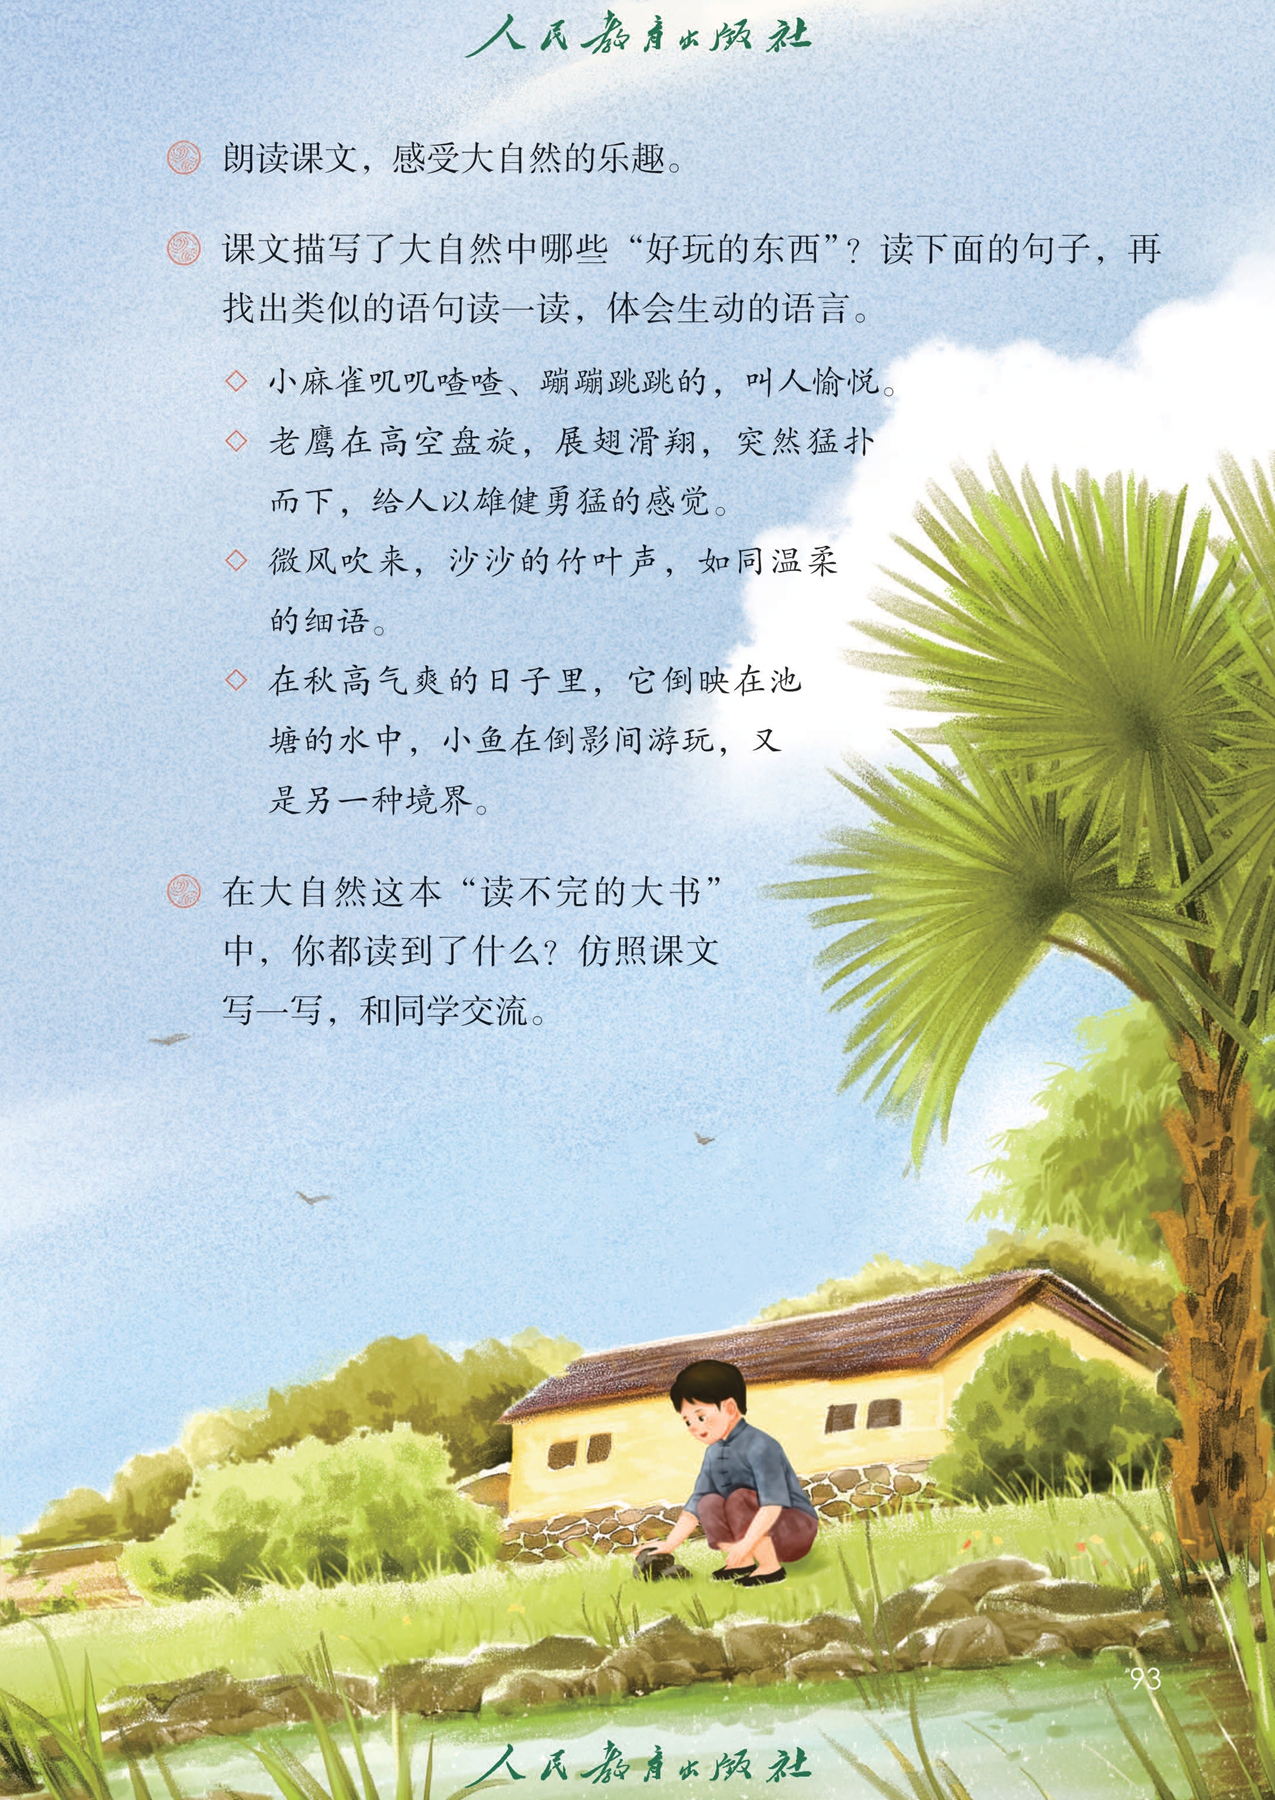 人民教育出版社
朗读课文，感受大自然的乐趣。
课文描写了大自然中哪些“好玩的东西”？读下面的句子，再
找出类似的语句读一读，体会生动的语言。
◇ 小麻雀叽叽喳喳、蹦蹦跳跳的，叫人愉悦。
◇ 老鹰在高空盘旋，展翅滑翔，突然猛扑
而下，给人以雄健勇猛的感觉。
◇ 微风吹来，沙沙的竹叶声，如同温柔
的细语。
◇ 在秋高气爽的日子里，它倒映在池
塘的水中，小鱼在倒影间游玩，又
是另一种境界。
在大自然这本“读不完的大书”
中，你都读到了什么？仿照课文
写一写，和同学交流。
93
人民教育出版社